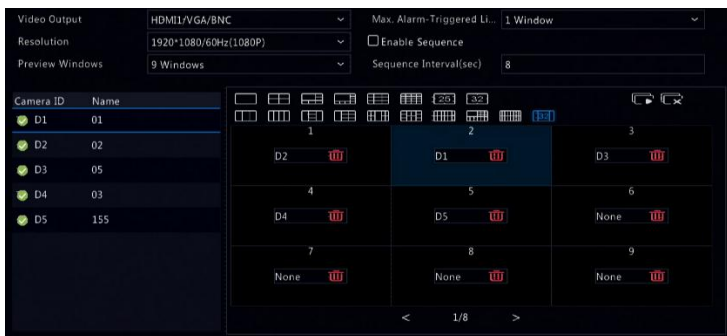 Video Output HDMI1/VGA/BNC Max. Alarm-Triggered Li... 1 Window
Resolution 1920*1080/60Hz(1080P) Enable Sequence
Preview Windows 9 Windows Sequence Interval(sec) 8
Camera ID Name
D1 01
D2 02
D3 05
D4 03
D5 155
25 32
1 2 3
D2 D1 D3
4 5 6
D4 D5 None
7 8 9
None None None
< 1/8 >